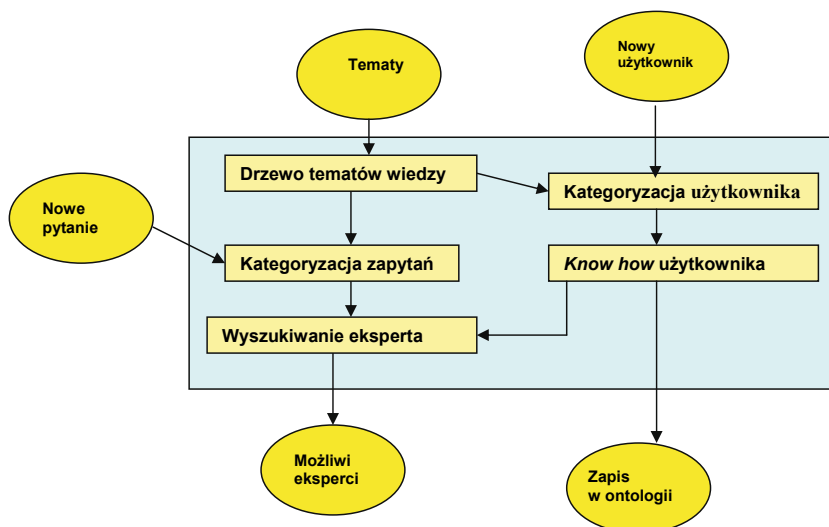 Tematy
Nowy
użytkownik
Drzewo tematów wiedzy
Kategoryzacja użytkownika
Nowe
pytanie
Kategoryzacja zapytań
Know how użytkownika
Wyszukiwanie eksperta
Możliwi
eksperci
Zapis
w ontologii